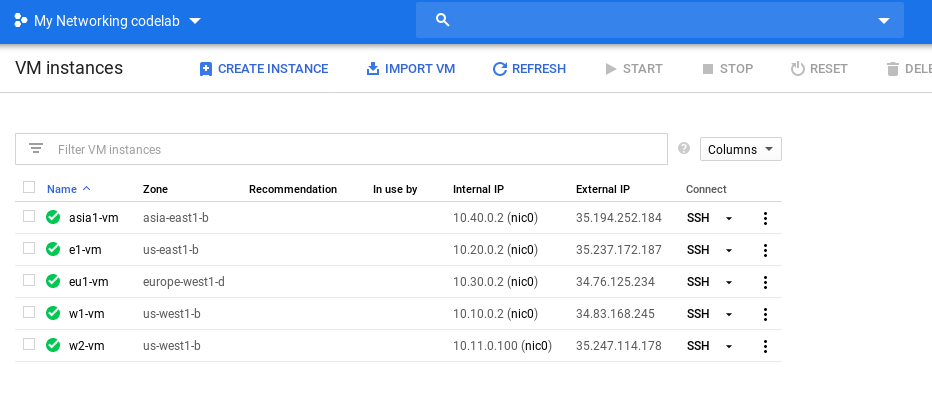 My Networking codelab
VM instances CREATE INSTANCE IMPORT VM REFRESH START STOP RESET DELE
Filter VM instances ? Columns
Name Zone Recommendation In use by Internal IP External IP Connect
asia1-vm asia-east1-b 10.40.0.2 (nic0) 35.194.252.184 SSH
e1-vm us-east1-b 10.20.0.2 (nic0) 35.237.172.187 SSH
eu1-vm europe-west1-d 10.30.0.2 (nic0) 34.76.125.234 SSH
w1-vm us-west1-b 10.10.0.2 (nic0) 34.83.168.245 SSH
w2-vm us-west1-b 10.11.0.100 (nic0) 35.247.114.178 SSH